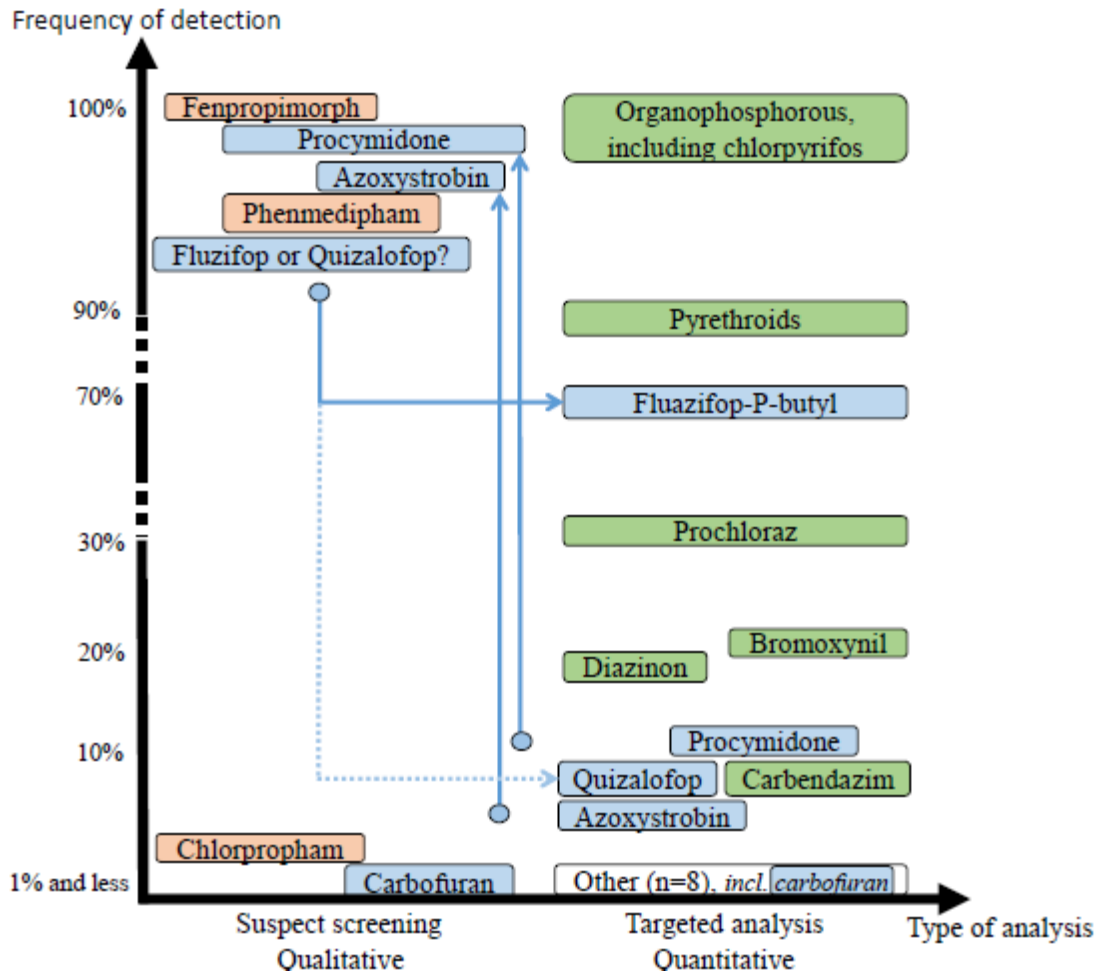 Frequency of detection
100%
Fenpropimorph
Procymidone
Azoxystrobin
Phenmedipham
Fluzifop or Quizalofop?
Organophosphorous,
including chlorpyrifos
90%
Pyrethroids
70%
Fluazifop-P-butyl
30%
Prochloraz
20%
Bromoxynil
Diazinon
10%
Procymidone
Quizalofop
Carbendazim
Azoxystrobin
Chlorpropham
1% and less
Carbofuran
Other (n=8), incl. carbofuran
Suspect screening
Qualitative
Targeted analysis
Quantitative
Type of analysis